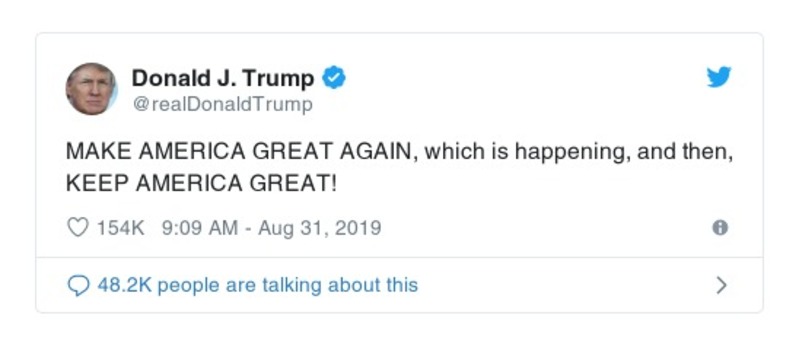 Donald J. Trump
@realDonaldTrump
MAKE AMERICA GREAT AGAIN, which is happening, and then,
KEEP AMERICA GREAT!
154K 9:09 AM - Aug 31, 2019
48.2K people are talking about this